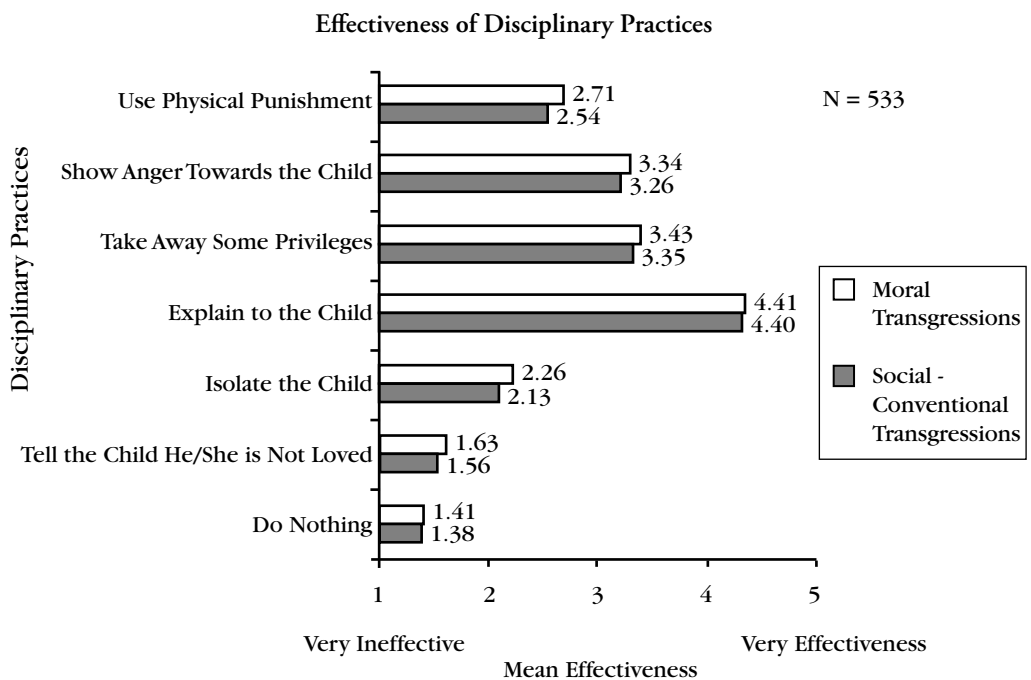 Effectiveness of Disciplinary Practices
N = 533
Disciplinary Practices
Use Physical Punishment
2.71
2.54
Show Anger Towards the Child
3.34
3.26
Take Away Some Privileges
3.43
3.35
Explain to the Child
4.41
4.40
Isolate the Child
2.26
2.13
Tell the Child He/She is Not Loved
1.63
1.56
Do Nothing
1.41
1.38
Moral
Transgressions
Social -
Conventional
Transgressions
1 2 3 4 5
Very Ineffective Very Effectiveness
Mean Effectiveness